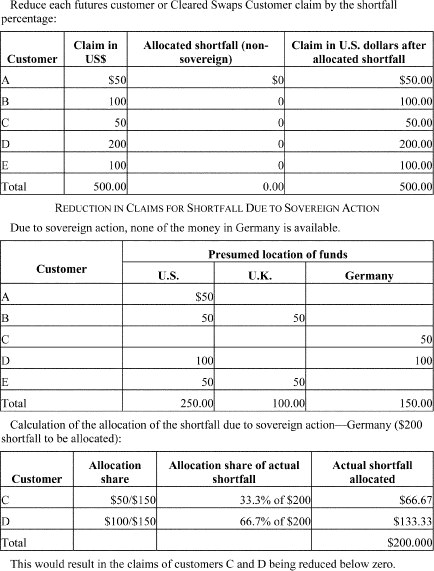 Reduce each futures customer or Cleared Swaps Customer claim by the shortfall
percentage:
Customer | Claim in US$ | Allocated shortfall (non-sovereign) | Claim in U.S. dollars after allocated shortfall
A | $50 | $0 | $50.00
B | 100 | 0 | 100.00
C | 50 | 0 | 50.00
D | 200 | 0 | 200.00
E | 100 | 0 | 100.00
Total | 500.00 | 0.00 | 500.00
REDUCTION IN CLAIMS FOR SHORTFALL DUE TO SOVEREIGN ACTION
Due to sovereign action, none of the money in Germany is available.
Customer | Presumed location of funds
U.S. | U.K. | Germany
A | $50 | |
B | 50 | 50 |
C | | | 50
D | 100 | | 100
E | 50 | 50 |
Total | 250.00 | 100.00 | 150.00
Calculation of the allocation of the shortfall due to sovereign action—Germany ($200
shortfall to be allocated):
Customer | Allocation share | Allocation share of actual shortfall | Actual shortfall allocated
C | $50/$150 | 33.3% of $200 | $66.67
D | $100/$150 | 66.7% of $200 | $133.33
Total | | | $200.000
This would result in the claims of customers C and D being reduced below zero.